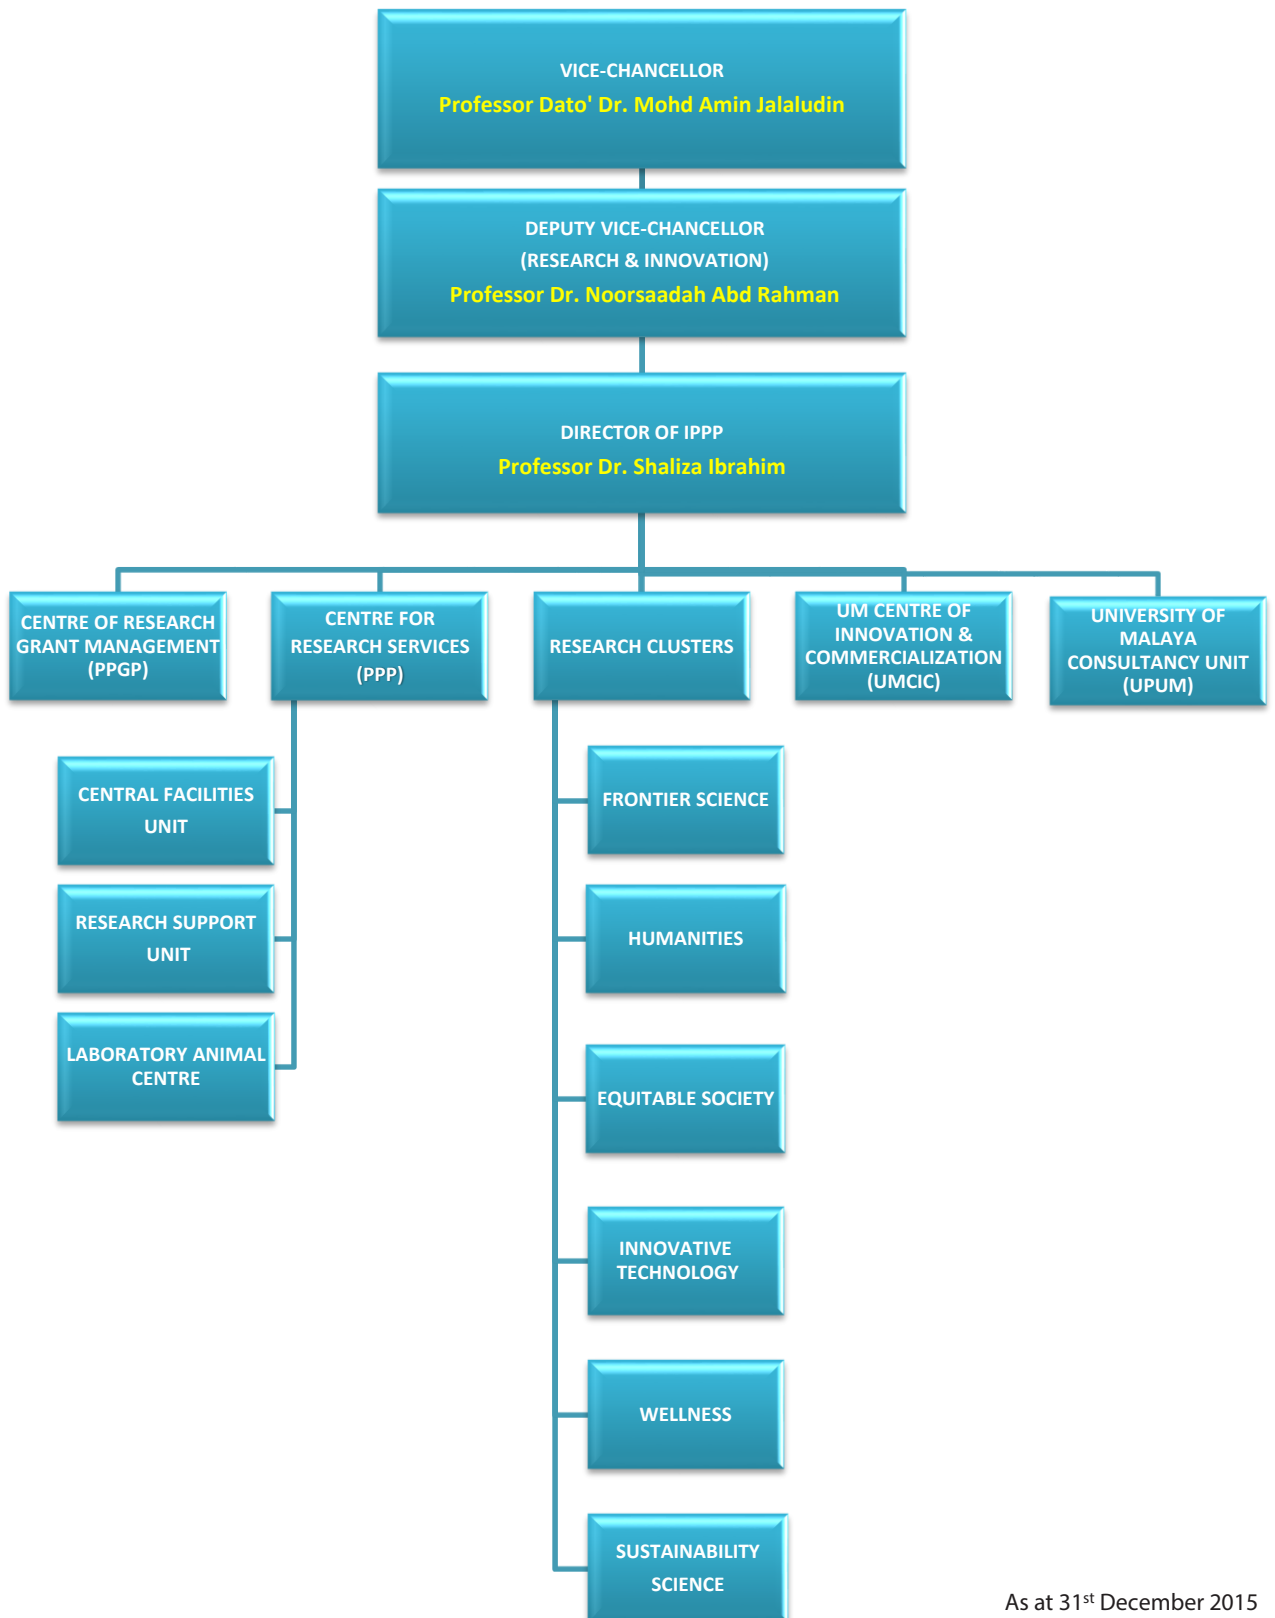 VICE-CHANCELLOR
Professor Dato' Dr. Mohd Amin Jalaludin
DEPUTY VICE-CHANCELLOR
(RESEARCH & INNOVATION)
Professor Dr. Noorsaadah Abd Rahman
DIRECTOR OF IPPP
Professor Dr. Shaliza Ibrahim
CENTRE OF RESEARCH
GRANT MANAGEMENT
(PPGP)
CENTRE FOR
RESEARCH SERVICES
(PPP)
RESEARCH CLUSTERS
UM CENTRE OF
INNOVATION &
COMMERCIALIZATION
(UMCIC)
UNIVERSITY OF
MALAYA
CONSULTANCY UNIT
(UPUM)
CENTRAL FACILITIES
UNIT
RESEARCH SUPPORT
UNIT
LABORATORY ANIMAL
CENTRE
FRONTIER SCIENCE
HUMANITIES
EQUITABLE SOCIETY
INNOVATIVE
TECHNOLOGY
WELLNESS
SUSTAINABILITY
SCIENCE
As at 31st December 2015